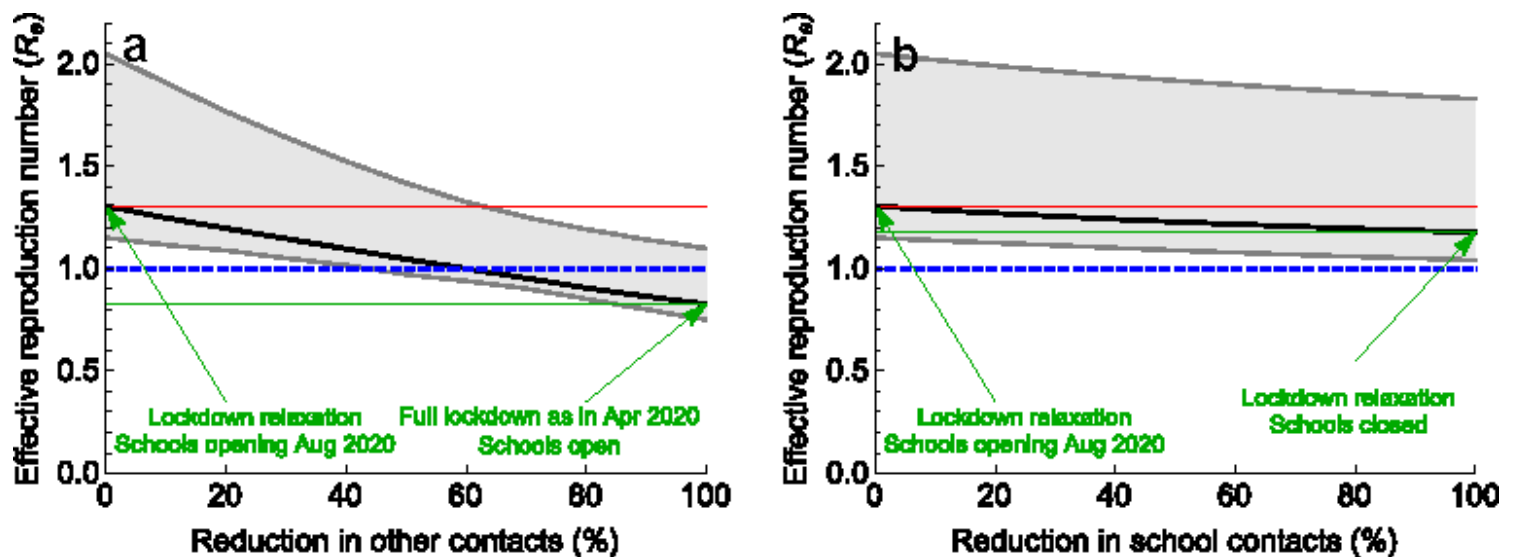 a
Effective reproduction number (Re)
2.0
1.5
1.0
0.5
0.0
Lockdown relaxation
Schools opening Aug 2020
Full lockdown as in Apr 2020
Schools open
0 20 40 60 80 100
Reduction in other contacts (%)
b
Effective reproduction number (Re)
2.0
1.5
1.0
0.5
0.0
Lockdown relaxation
Schools opening Aug 2020
Lockdown relaxation
Schools closed
0 20 40 60 80 100
Reduction in school contacts (%)